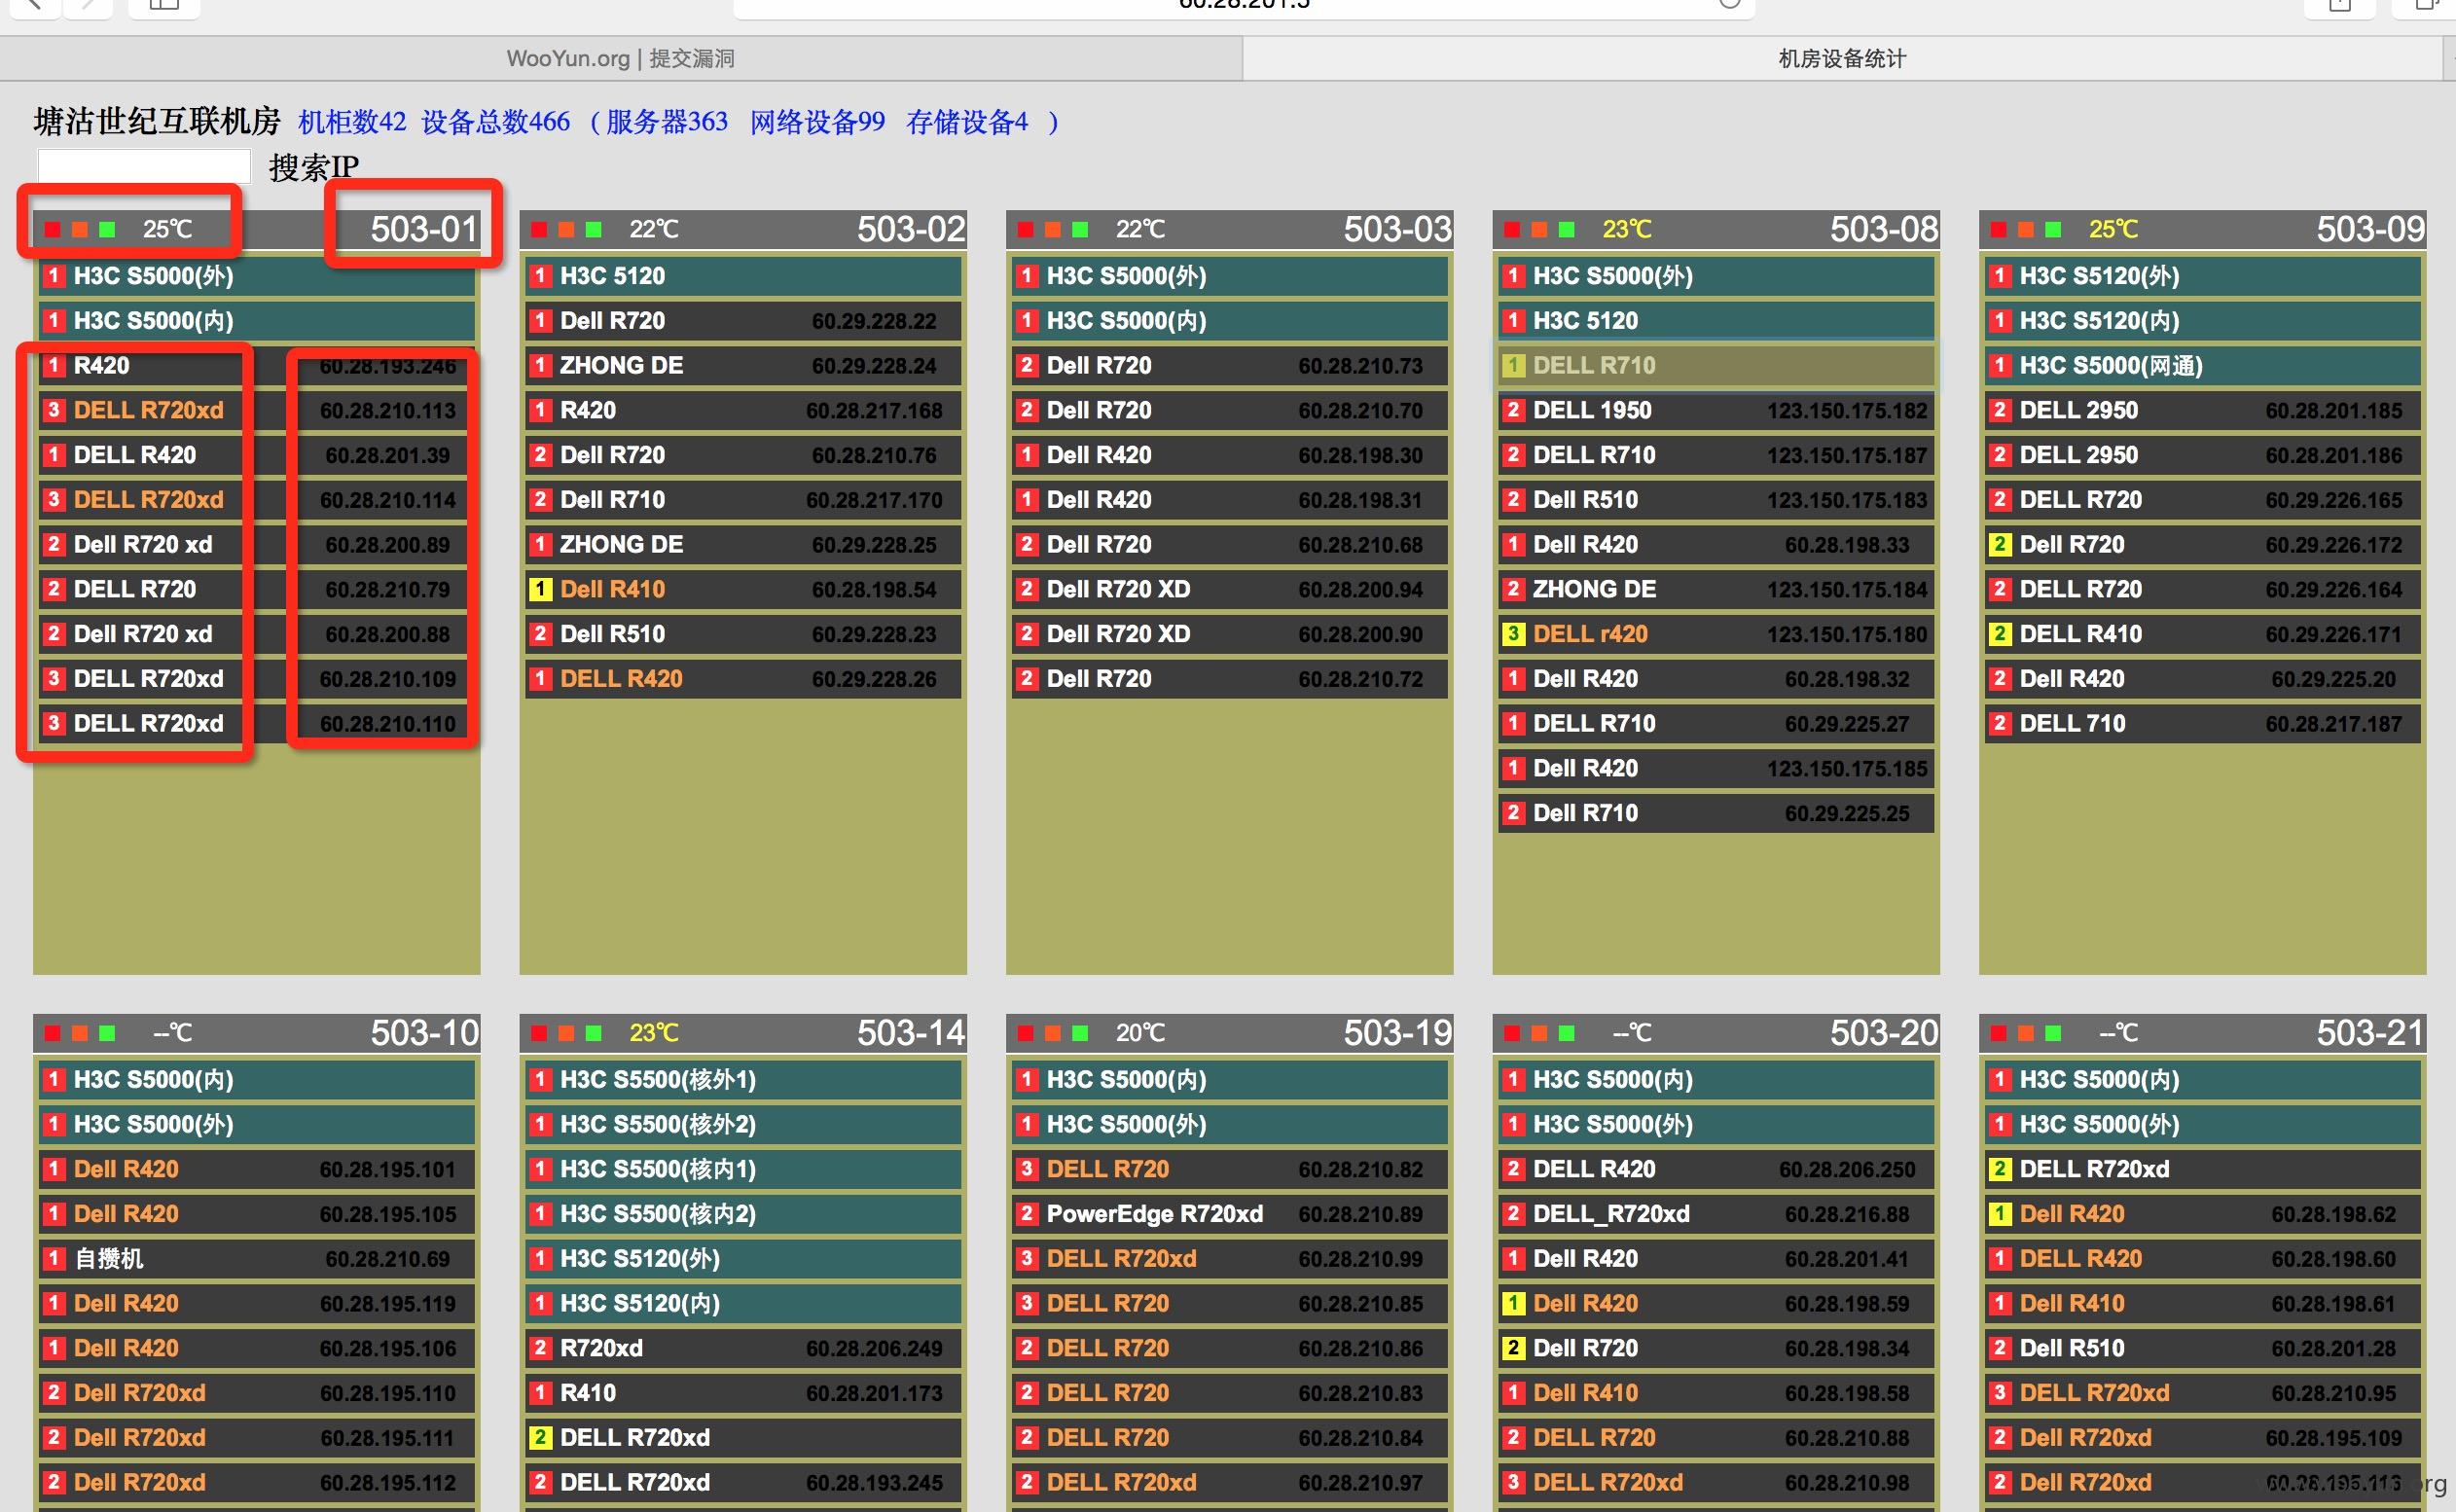 WooYun.org | 提交漏洞
机房设备统计
塘沽世纪互联机房 机柜数42 设备总数466 ( 服务器363 网络设备99 存储设备4 )
搜索IP
25℃ 503-01
1 H3C S5000(外)
1 H3C S5000(内)
1 R420 60.28.193.246
3 DELL R720xd 60.28.210.113
1 DELL R420 60.28.201.39
3 DELL R720xd 60.28.210.114
2 Dell R720 xd 60.28.200.89
2 DELL R720 60.28.210.79
2 Dell R720 xd 60.28.200.88
3 DELL R720xd 60.28.210.109
3 DELL R720xd 60.28.210.110
22℃ 503-02
1 H3C 5120
1 Dell R720 60.29.228.22
1 ZHONG DE 60.29.228.24
1 R420 60.28.217.168
2 Dell R720 60.28.210.76
2 Dell R710 60.28.217.170
1 ZHONG DE 60.29.228.25
1 Dell R410 60.28.198.54
2 Dell R510 60.29.228.23
1 DELL R420 60.29.228.26
22℃ 503-03
1 H3C S5000(外)
1 H3C S5000(内)
2 Dell R720 60.28.210.73
2 Dell R720 60.28.210.70
1 Dell R420 60.28.198.30
1 Dell R420 60.28.198.31
2 Dell R720 60.28.210.68
2 Dell R720 XD 60.28.200.94
2 Dell R720 XD 60.28.200.90
2 Dell R720 60.28.210.72
23℃ 503-08
1 H3C S5000(外)
1 H3C 5120
1 DELL R710
2 DELL 1950 123.150.175.182
2 DELL R710 123.150.175.187
2 Dell R510 123.150.175.183
1 Dell R420 60.28.198.33
2 ZHONG DE 123.150.175.184
3 DELL r420 123.150.175.180
1 Dell R420 60.28.198.32
1 DELL R710 60.29.225.27
1 Dell R420 123.150.175.185
2 Dell R710 60.29.225.25
25℃ 503-09
1 H3C S5120(外)
1 H3C S5120(内)
1 H3C S5000(网通)
2 DELL 2950 60.28.201.185
2 DELL 2950 60.28.201.186
2 DELL R720 60.29.226.165
2 Dell R720 60.29.226.172
2 DELL R720 60.29.226.164
2 DELL R410 60.29.226.171
2 Dell R420 60.29.225.20
2 DELL 710 60.28.217.187
--℃ 503-10
1 H3C S5000(内)
1 H3C S5000(外)
1 Dell R420 60.28.195.101
1 Dell R420 60.28.195.105
1 自攒机 60.28.210.69
1 Dell R420 60.28.195.119
1 Dell R420 60.28.195.106
2 Dell R720xd 60.28.195.110
2 Dell R720xd 60.28.195.111
2 Dell R720xd 60.28.195.112
23℃ 503-14
1 H3C S5500(核外1)
1 H3C S5500(核外2)
1 H3C S5500(核内1)
1 H3C S5500(核内2)
1 H3C S5120(外)
1 H3C S5120(内)
2 R720xd 60.28.206.249
1 R410 60.28.201.173
2 DELL R720xd
2 DELL R720xd 60.28.193.245
20℃ 503-19
1 H3C S5000(内)
1 H3C S5000(外)
3 DELL R720 60.28.210.82
2 PowerEdge R720xd 60.28.210.89
3 DELL R720xd 60.28.210.99
3 DELL R720 60.28.210.85
2 DELL R720 60.28.210.86
2 DELL R720 60.28.210.83
2 DELL R720 60.28.210.84
2 DELL R720xd 60.28.210.97
--℃ 503-20
1 H3C S5000(内)
1 H3C S5000(外)
2 DELL R420 60.28.206.250
2 DELL_R720xd 60.28.216.88
1 Dell R420 60.28.201.41
1 Dell R420 60.28.198.59
2 Dell R720 60.28.198.34
1 Dell R410 60.28.198.58
2 DELL R720 60.28.210.88
3 DELL R720xd 60.28.210.98
--℃ 503-21
1 H3C S5000(内)
1 H3C S5000(外)
2 DELL R720xd
1 Dell R420 60.28.198.62
1 DELL R420 60.28.198.60
1 Dell R410 60.28.198.61
2 Dell R510 60.28.201.28
3 DELL R720xd 60.28.210.95
2 Dell R720xd 60.28.195.109
2 Dell R720xd